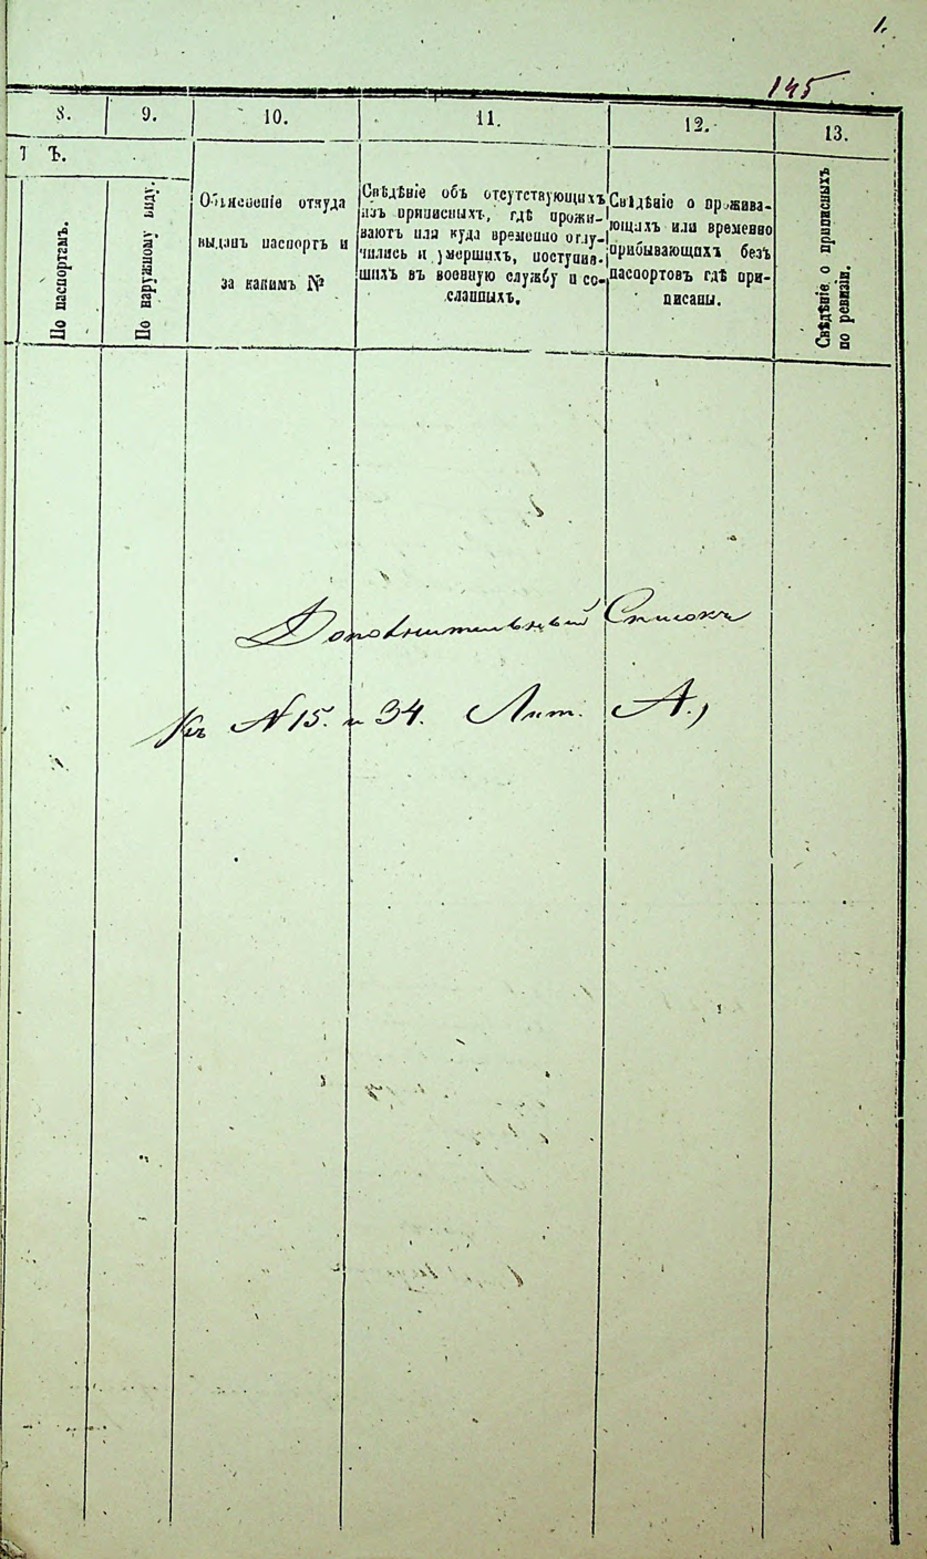 1.
145
8. 9. 10. 11. 12. 13.
Т Ъ.
По паспортамъ.
По наружному виду.
Объясненіе откуда
выданъ паспортъ и
за какимъ №
Свѣдѣніе объ отсутствующихъ
изъ приписныхъ, гдѣ прожи-
ваютъ или куда временно отлу-
чились и умершихъ, поступив-
шихъ въ военную службу и со-
сланныхъ.
Свѣдѣніе о прожива-
ющихъ или временно
прибывающихъ безъ
паспортовъ гдѣ при-
писаны.
Свѣдѣніе о приписныхъ
по ревизіи.
Дополнительный Списокъ
Къ N 15. и 34. Лит. А.,